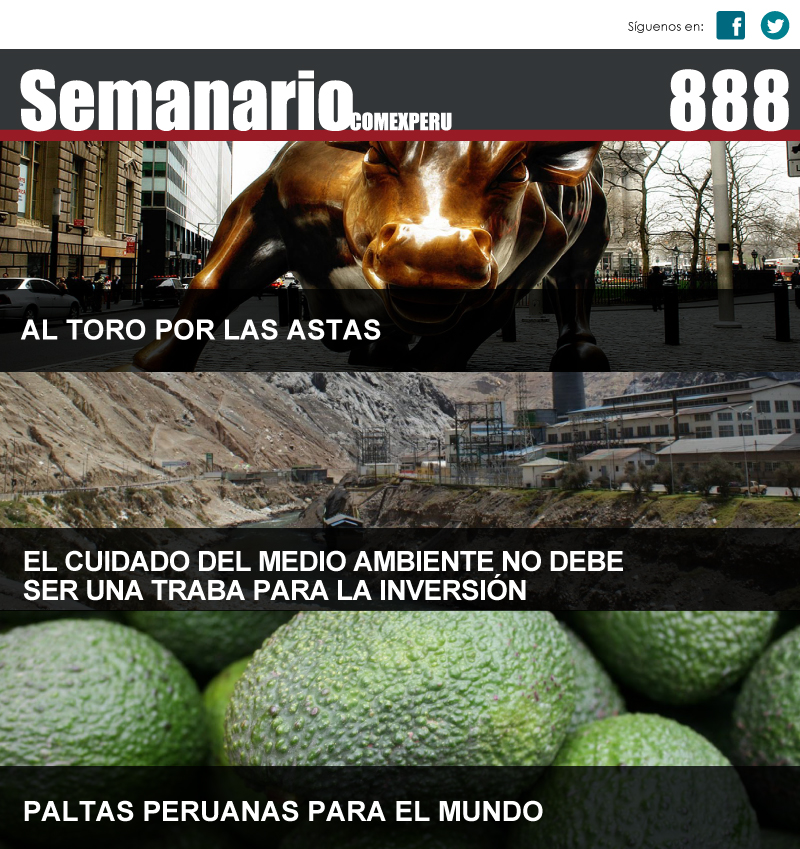 Síguenos en:
Semanario COMEXPERU 888
AL TORO POR LAS ASTAS
EL CUIDADO DEL MEDIO AMBIENTE NO DEBE
SER UNA TRABA PARA LA INVERSIÓN
PALTAS PERUANAS PARA EL MUNDO